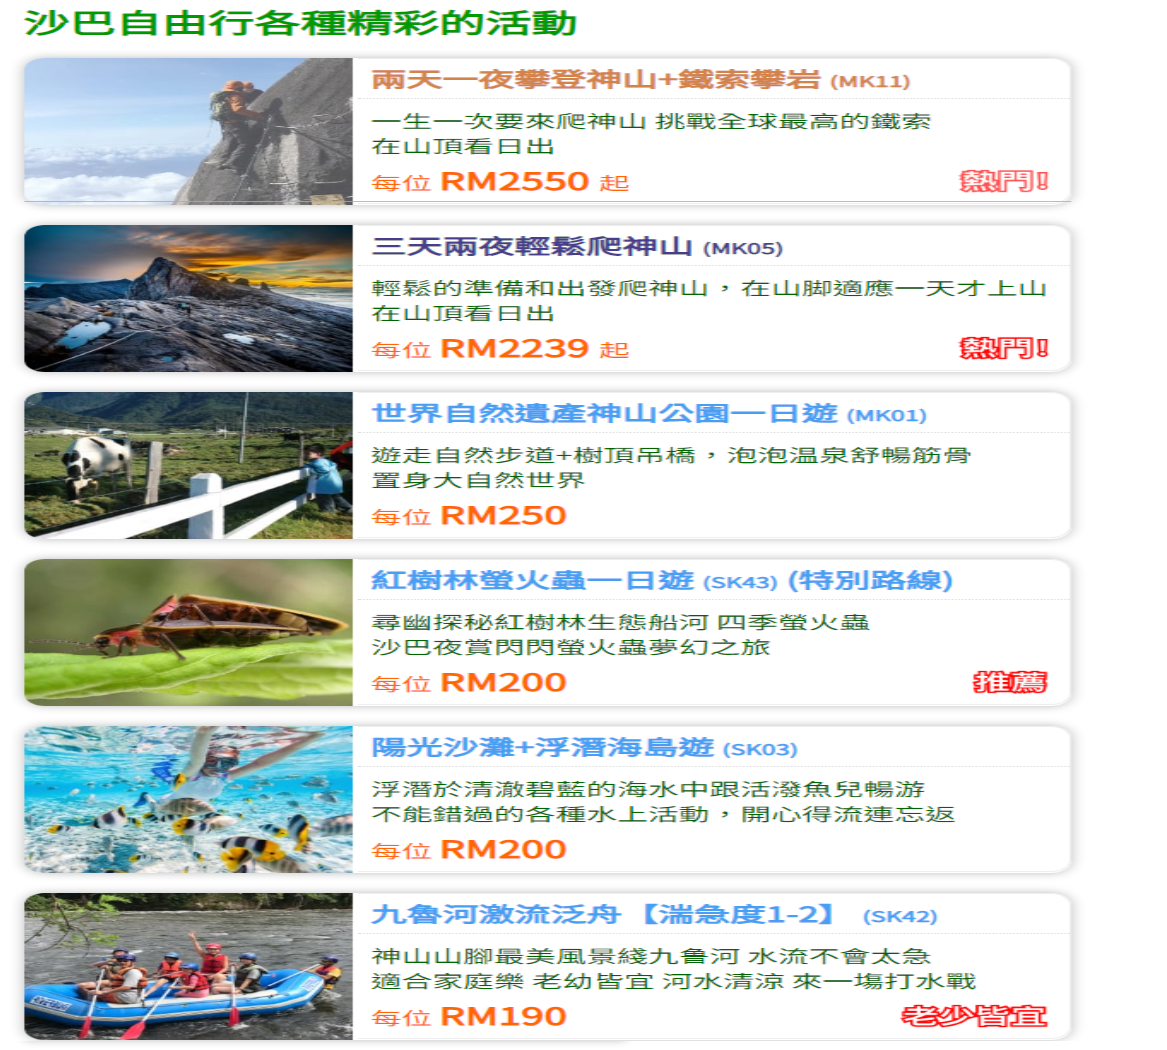 沙巴自由行各種精彩的活動
兩天一夜攀登神山+鐵索攀岩 (MK11)
一生一次要來爬神山 挑戰全球最高的鐵索
在山頂看日出
每位 RM2550 起
熱門!
三天兩夜輕鬆爬神山 (MK05)
輕鬆的準備和出發爬神山，在山脚適應一天才上山
在山頂看日出
每位 RM2239 起
熱門!
世界自然遺產神山公園一日遊 (MK01)
遊走自然步道+樹頂吊橋，泡泡温泉舒暢筋骨
置身大自然世界
每位 RM250
紅樹林螢火蟲一日遊 (SK43) (特別路線)
尋幽探秘紅樹林生態船河 四季螢火蟲
沙巴夜賞閃閃螢火蟲夢幻之旅
每位 RM200
推薦
陽光沙灘+浮潛海島遊 (SK03)
浮潛於清澈碧藍的海水中跟活潑魚兒暢游
不能錯過的各種水上活動，開心得流連忘返
每位 RM200
九魯河激流泛舟 【湍急度1-2】 (SK42)
神山山腳最美風景綫九魯河 水流不會太急
適合家庭樂 老幼皆宜 河水清涼 來一塲打水戰
每位 RM190
老少皆宜